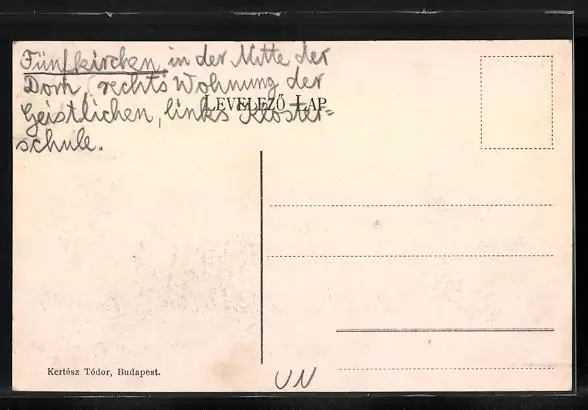 Fünfkirchen, in der Mitte der
Dom, rechts Wohnung der
Geistlichen, links Kloster=
schule.
LEVELEZŐ-LAP
Kertész Tódor, Budapest.
UN